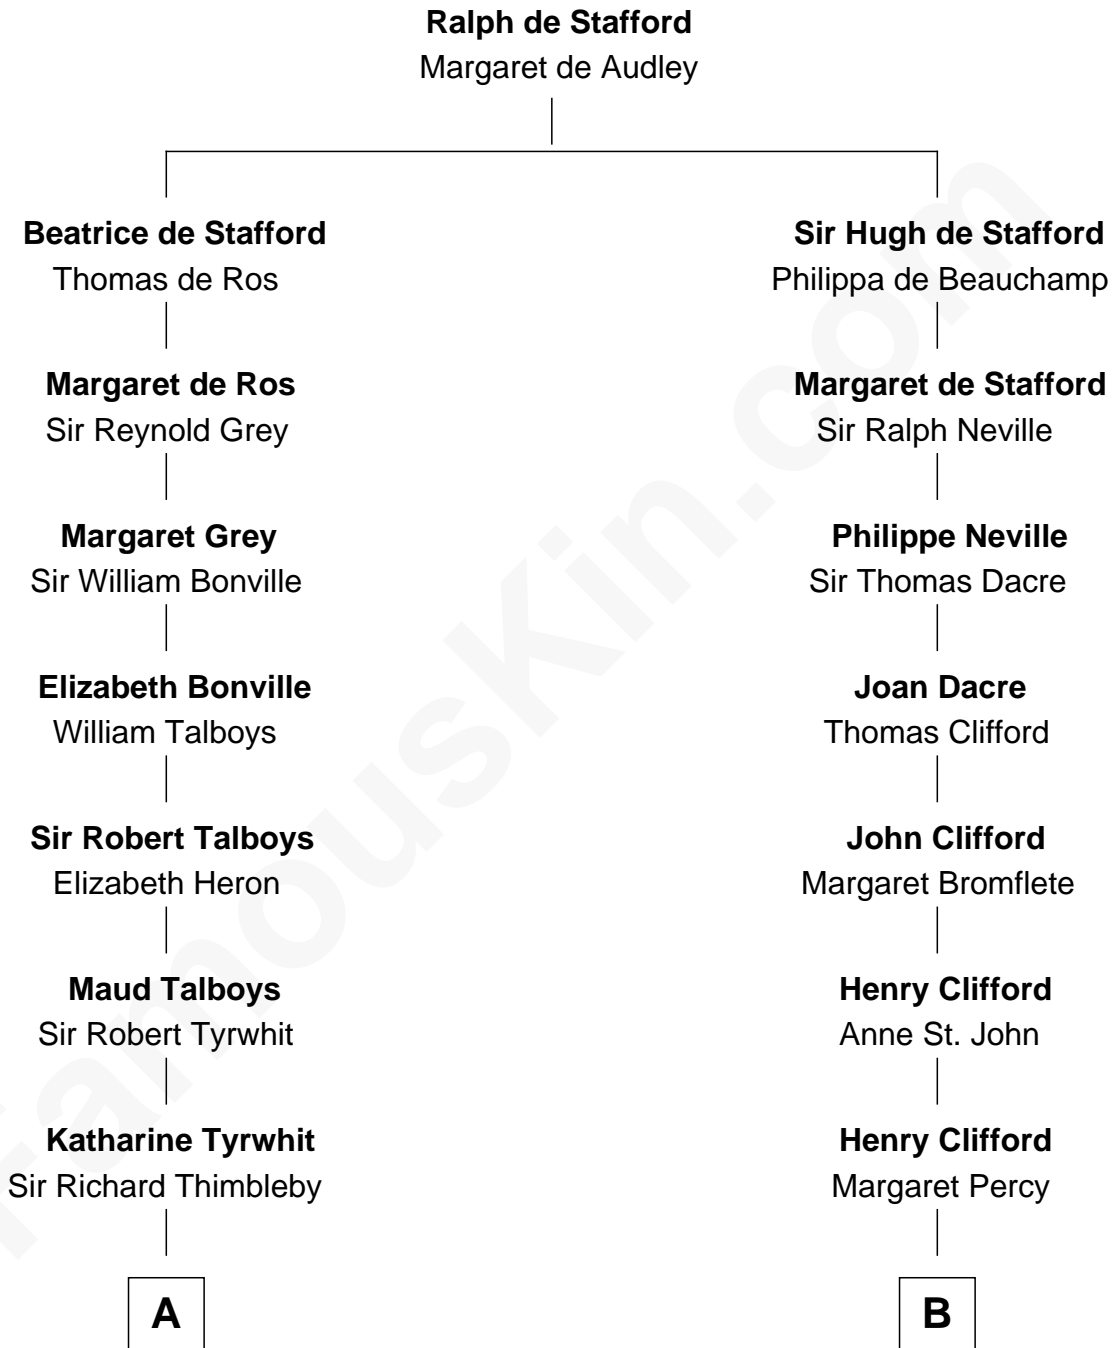 Ralph de Stafford
Margaret de Audley
Beatrice de Stafford
Thomas de Ros
Margaret de Ros
Sir Reynold Grey
Margaret Grey
Sir William Bonville
Elizabeth Bonville
William Talboys
Sir Robert Talboys
Elizabeth Heron
Maud Talboys
Sir Robert Tyrwhit
Katharine Tyrwhit
Sir Richard Thimbleby
A
Sir Hugh de Stafford
Philippa de Beauchamp
Margaret de Stafford
Sir Ralph Neville
Philippe Neville
Sir Thomas Dacre
Joan Dacre
Thomas Clifford
John Clifford
Margaret Bromflete
Henry Clifford
Anne St. John
Henry Clifford
Margaret Percy
B
FamousKin.com